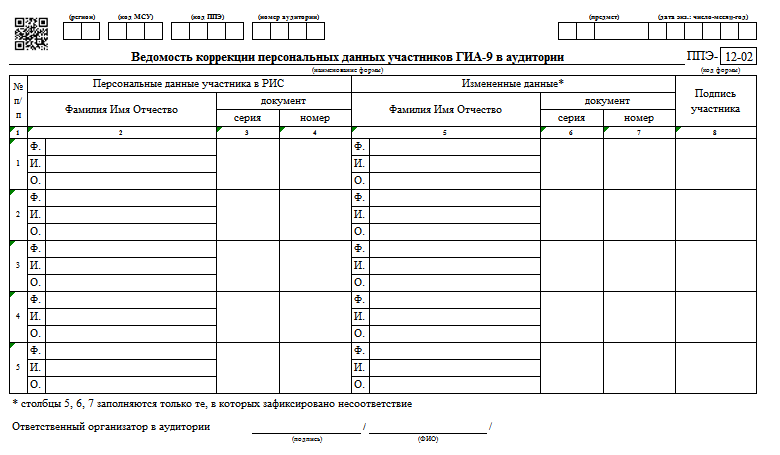 (регион) (код МСУ) (код ППЭ) (номер аудитории) (предмет) (дата экз.: число-месяц-год)
Ведомость коррекции персональных данных участников ГИА-9 в аудитории ППЭ- 12-02
(наименование формы) (код формы)
№ п/п Персональные данные участника в РИС Измененные данные* Подпись участника
Фамилия Имя Отчество документ Фамилия Имя Отчество документ
серия номер серия номер
1 2 3 4 5 6 7 8
Ф. Ф.
1 И. И.
О. О.
Ф. Ф.
2 И. И.
О. О.
Ф. Ф.
3 И. И.
О. О.
Ф. Ф.
4 И. И.
О. О.
Ф. Ф.
5 И. И.
О. О.
* столбцы 5, 6, 7 заполняются только те, в которых зафиксировано несоответствие
Ответственный организатор в аудитории / /
(подпись) (ФИО)